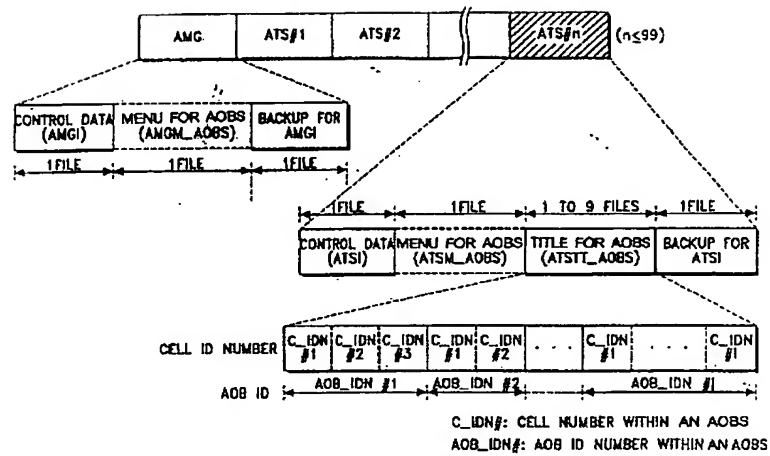 AMG ATS#1 ATS#2 ATS#n (n≤99)
CONTROL DATA (AMGI) MENU FOR AOBS (AMGM_AOBS) BACKUP FOR AMGI
1FILE 1FILE 1FILE
1FILE 1FILE 1 TO 9 FILES 1FILE
CONTROL DATA (ATSI) MENU FOR AOBS (ATSM_AOBS) TITLE FOR AOBS (ATSTT_AOBS) BACKUP FOR ATSI
CELL ID NUMBER C_IDN #1 C_IDN #2 C_IDN #3 C_IDN #1 C_IDN #2 . . . C_IDN #1 . . . . C_IDN #I
AOB ID AOB_IDN #1 AOB_IDN #2 AOB_IDN #I
C_IDN#: CELL NUMBER WITHIN AN AOBS
AOB_IDN#: AOB ID NUMBER WITHIN AN AOBS